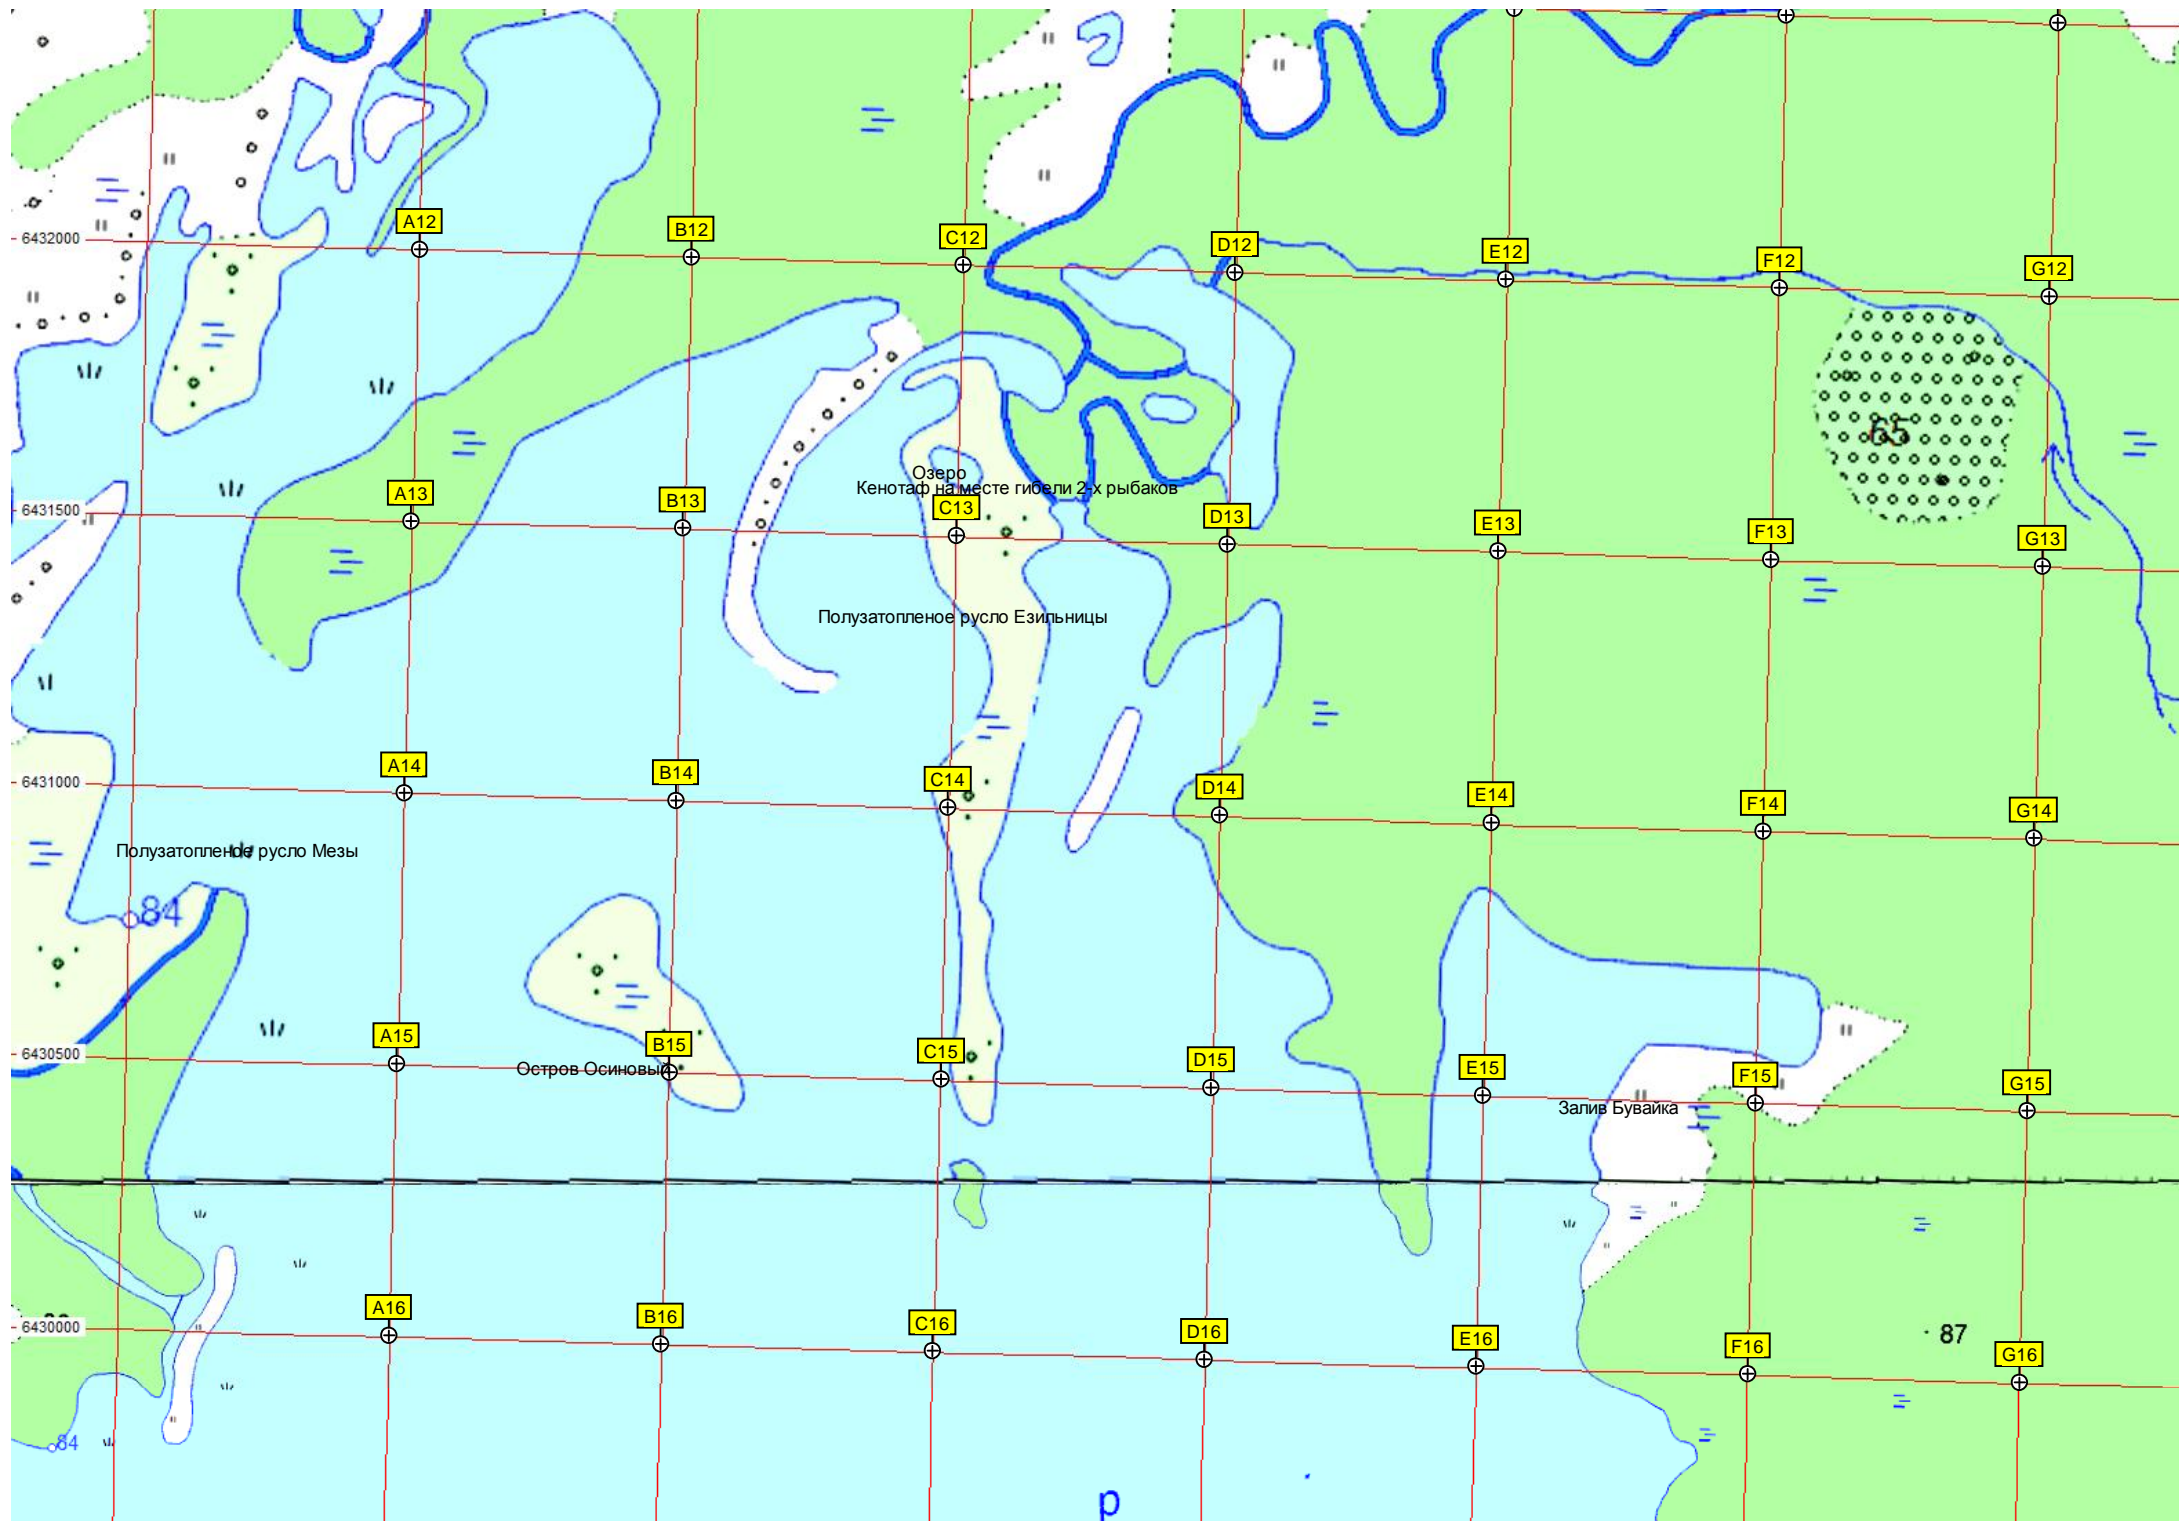 A12
B12
C12
D12
E12
F12
G12
6432000
65
Озеро
Кенотаф на месте гибели 2-х рыбаков
A13
B13
C13
D13
E13
F13
G13
6431500
Полузатопленое русло Езильницы
A14
B14
C14
D14
E14
F14
G14
6431000
Полузатопленое русло Мезы
84
A15
B15
C15
D15
E15
F15
G15
6430500
Остров Осиновый
Залив Бувайка
A16
B16
C16
D16
E16
F16
G16
6430000
87
84
р